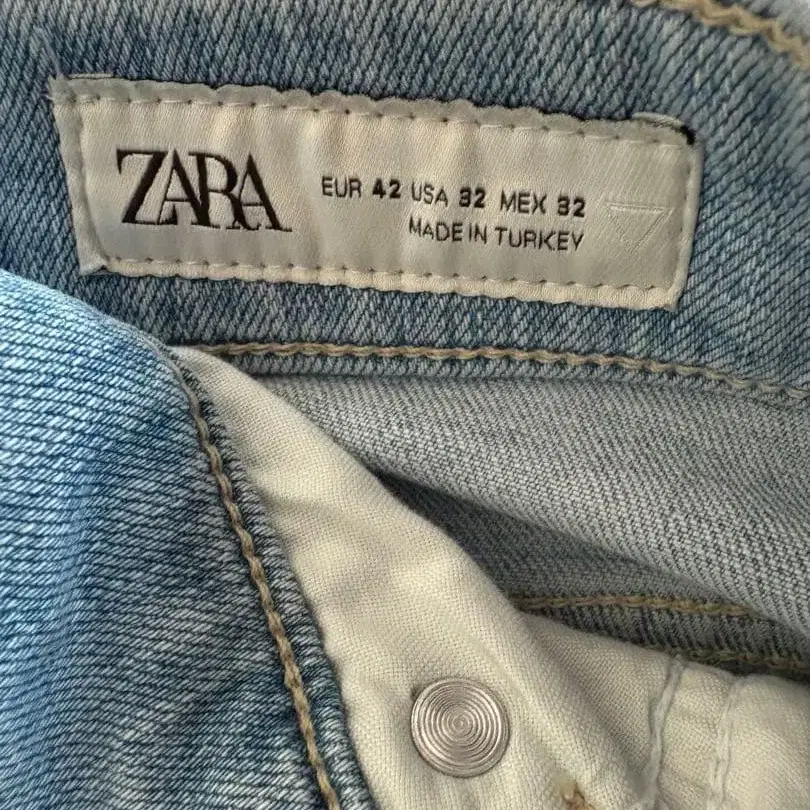 ZARA
EUR 42 USA 32 MEX 32
MADE IN TURKEY